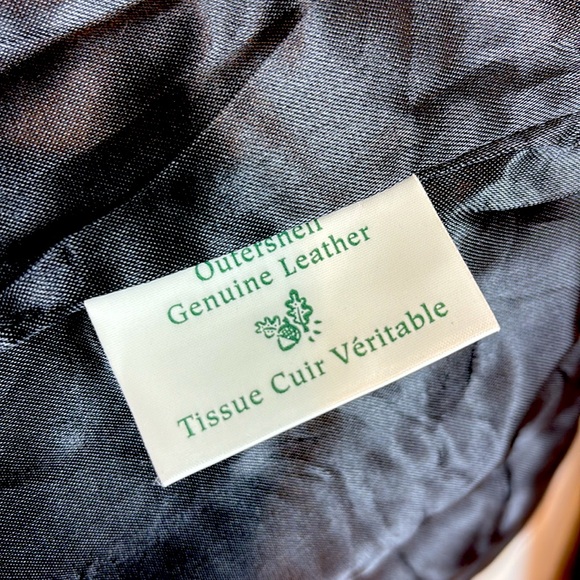 Outershell
Genuine Leather
Tissue Cuir Véritable